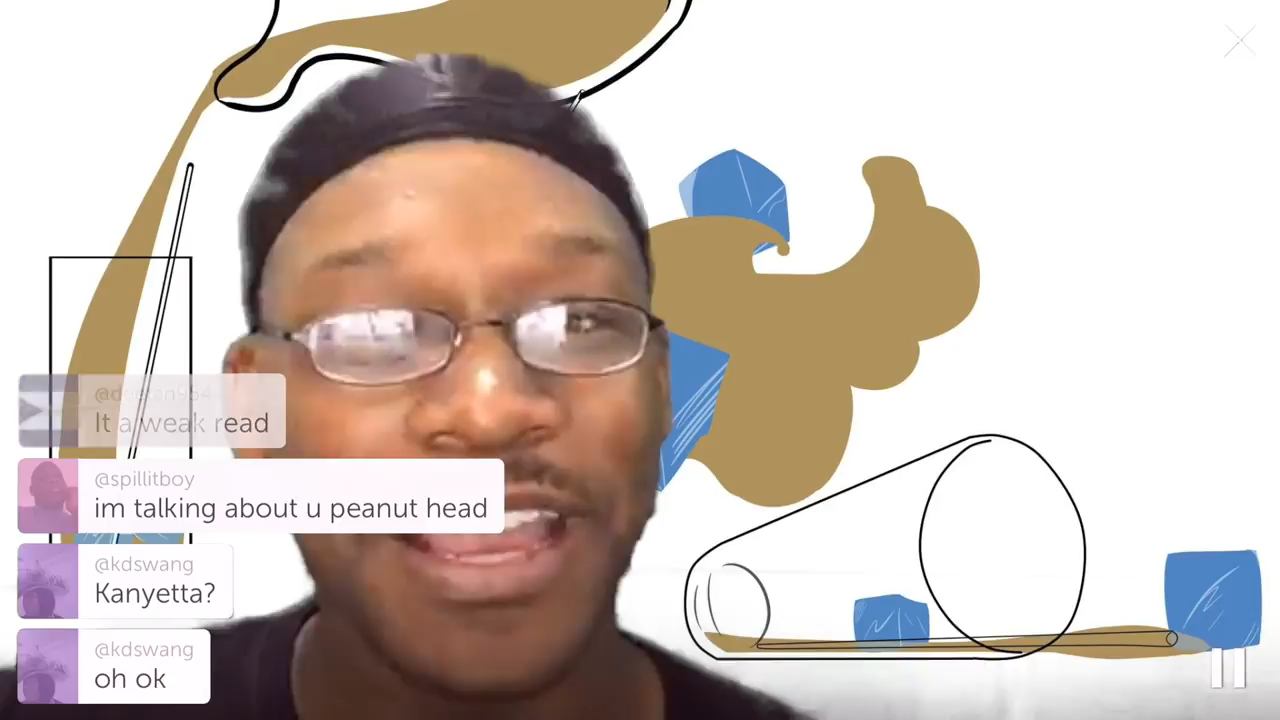 It a weak read
@spillitboy
im talking about u peanut head
@kdswang
Kanyetta?
@kdswang
oh ok